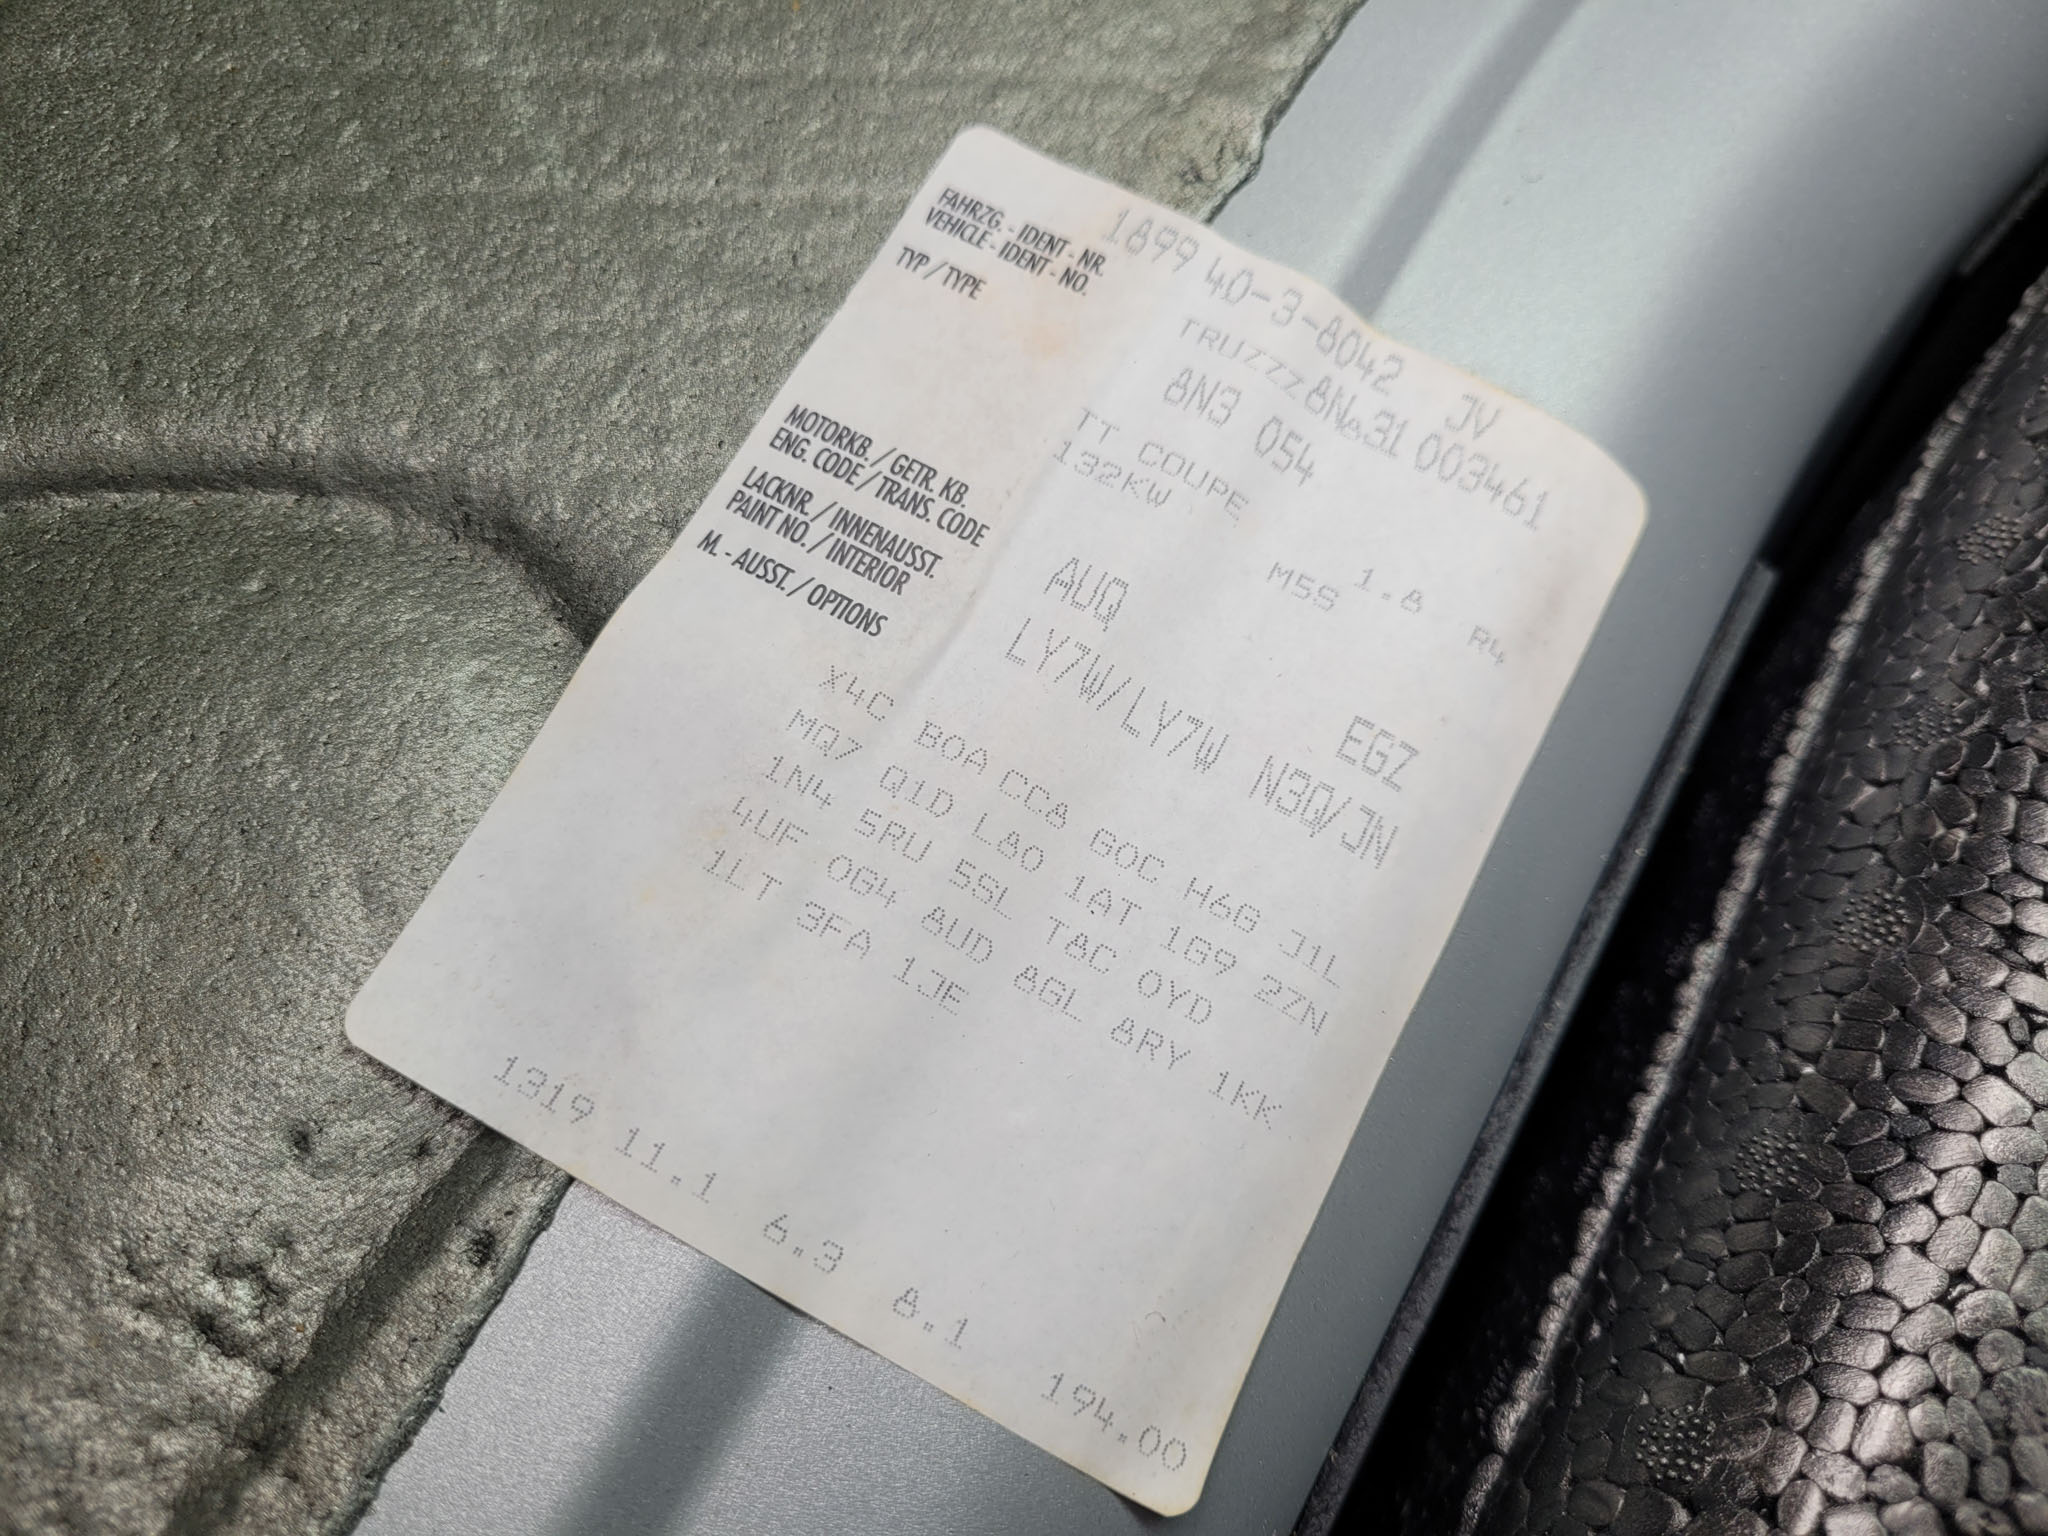 1899 40-3-8042 JV
FAHRZG. - IDENT - NR.
VEHICLE - IDENT - NO. TRUZZZ8N831003461
TYP / TYPE 8N3 054
TT COUPE 1.8 R4
132KW M5S
MOTORKB. / GETR. KB.
ENG. CODE / TRANS. CODE AUQ EGZ
LACKNR. / INNENAUSST.
PAINT NO. / INTERIOR LY7W/LY7W N3Q/JN
M. - AUSST. / OPTIONS
X4C B0A CC8 G0C H6G J1L
MQ7 Q1D L80 1AT 1G9 2ZN
1N4 5RU 5SL T8C 0YD
4UF 0G4 8UD 8GL 8RY 1KK
1LT 3FA 1JE
1319 11.1 6.3 8.1 194.00